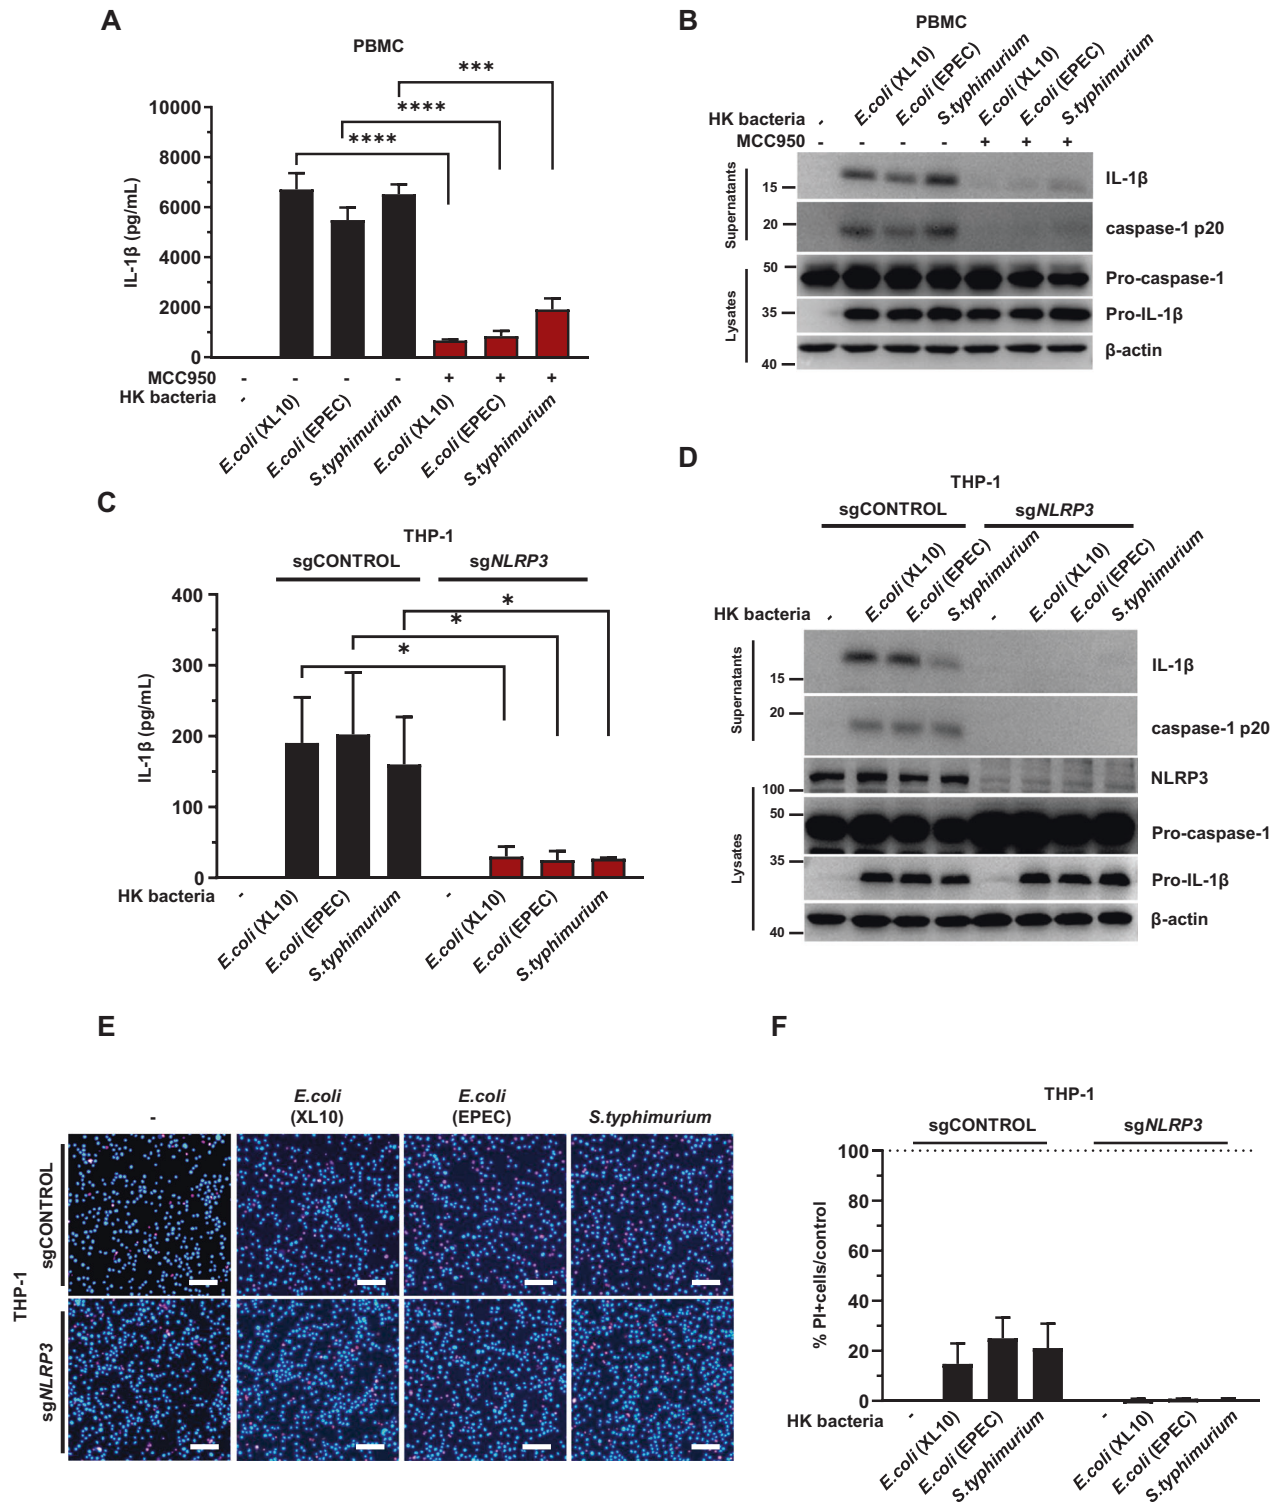 A
PBMC
***
****
****
IL-1β (pg/mL)
10000
8000
6000
4000
2000
0
MCC950 - - - - + + +
HK bacteria -
E.coli (XL10)
E.coli (EPEC)
S.typhimurium
E.coli (XL10)
E.coli (EPEC)
S.typhimurium
B
PBMC
HK bacteria - E.coli (XL10) E.coli (EPEC) S.typhimurium E.coli (XL10) E.coli (EPEC) S.typhimurium
MCC950 - - - - + + +
Supernatants
15
IL-1β
20
caspase-1 p20
Lysates
50
Pro-caspase-1
35
Pro-IL-1β
β-actin
40
C
THP-1
sgCONTROL sgNLRP3
*
*
*
IL-1β (pg/mL)
400
300
200
100
0
HK bacteria - E.coli (XL10) E.coli (EPEC) S.typhimurium - E.coli (XL10) E.coli (EPEC) S.typhimurium
D
THP-1
sgCONTROL sgNLRP3
HK bacteria - E.coli (XL10) E.coli (EPEC) S.typhimurium - E.coli (XL10) E.coli (EPEC) S.typhimurium
Supernatants
IL-1β
15
20
caspase-1 p20
Lysates
NLRP3
100
50
Pro-caspase-1
35
Pro-IL-1β
β-actin
40
E
- E.coli (XL10) E.coli (EPEC) S.typhimurium
THP-1
sgCONTROL
sgNLRP3
F
THP-1
sgCONTROL sgNLRP3
% PI+cells/control
100
80
60
40
20
0
HK bacteria - E.coli (XL10) E.coli (EPEC) S.typhimurium - E.coli (XL10) E.coli (EPEC) S.typhimurium